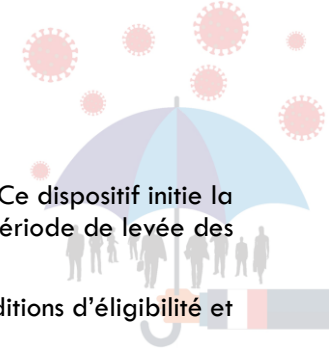 Ce dispositif initie la
ériode de levée des
ditions d’éligibilité et